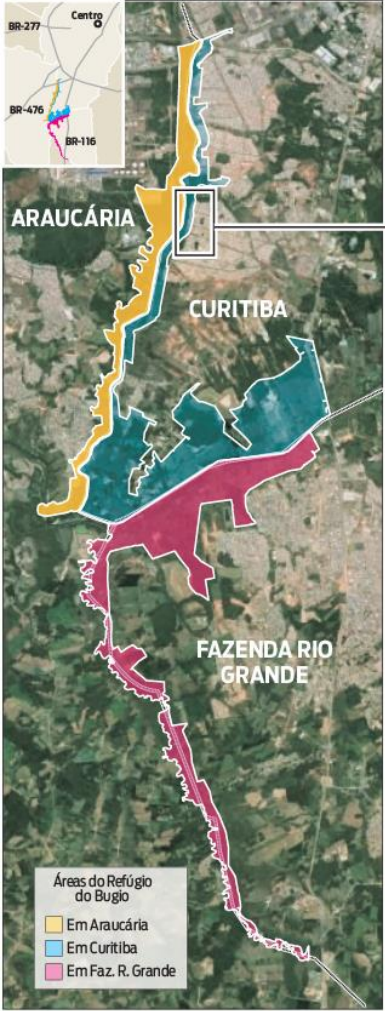 Centro
BR-277
BR-476
BR-116
ARAUCÁRIA
CURITIBA
FAZENDA RIO
GRANDE
Áreas do Refúgio
do Bugio
Em Araucária
Em Curitiba
Em Faz. R. Grande